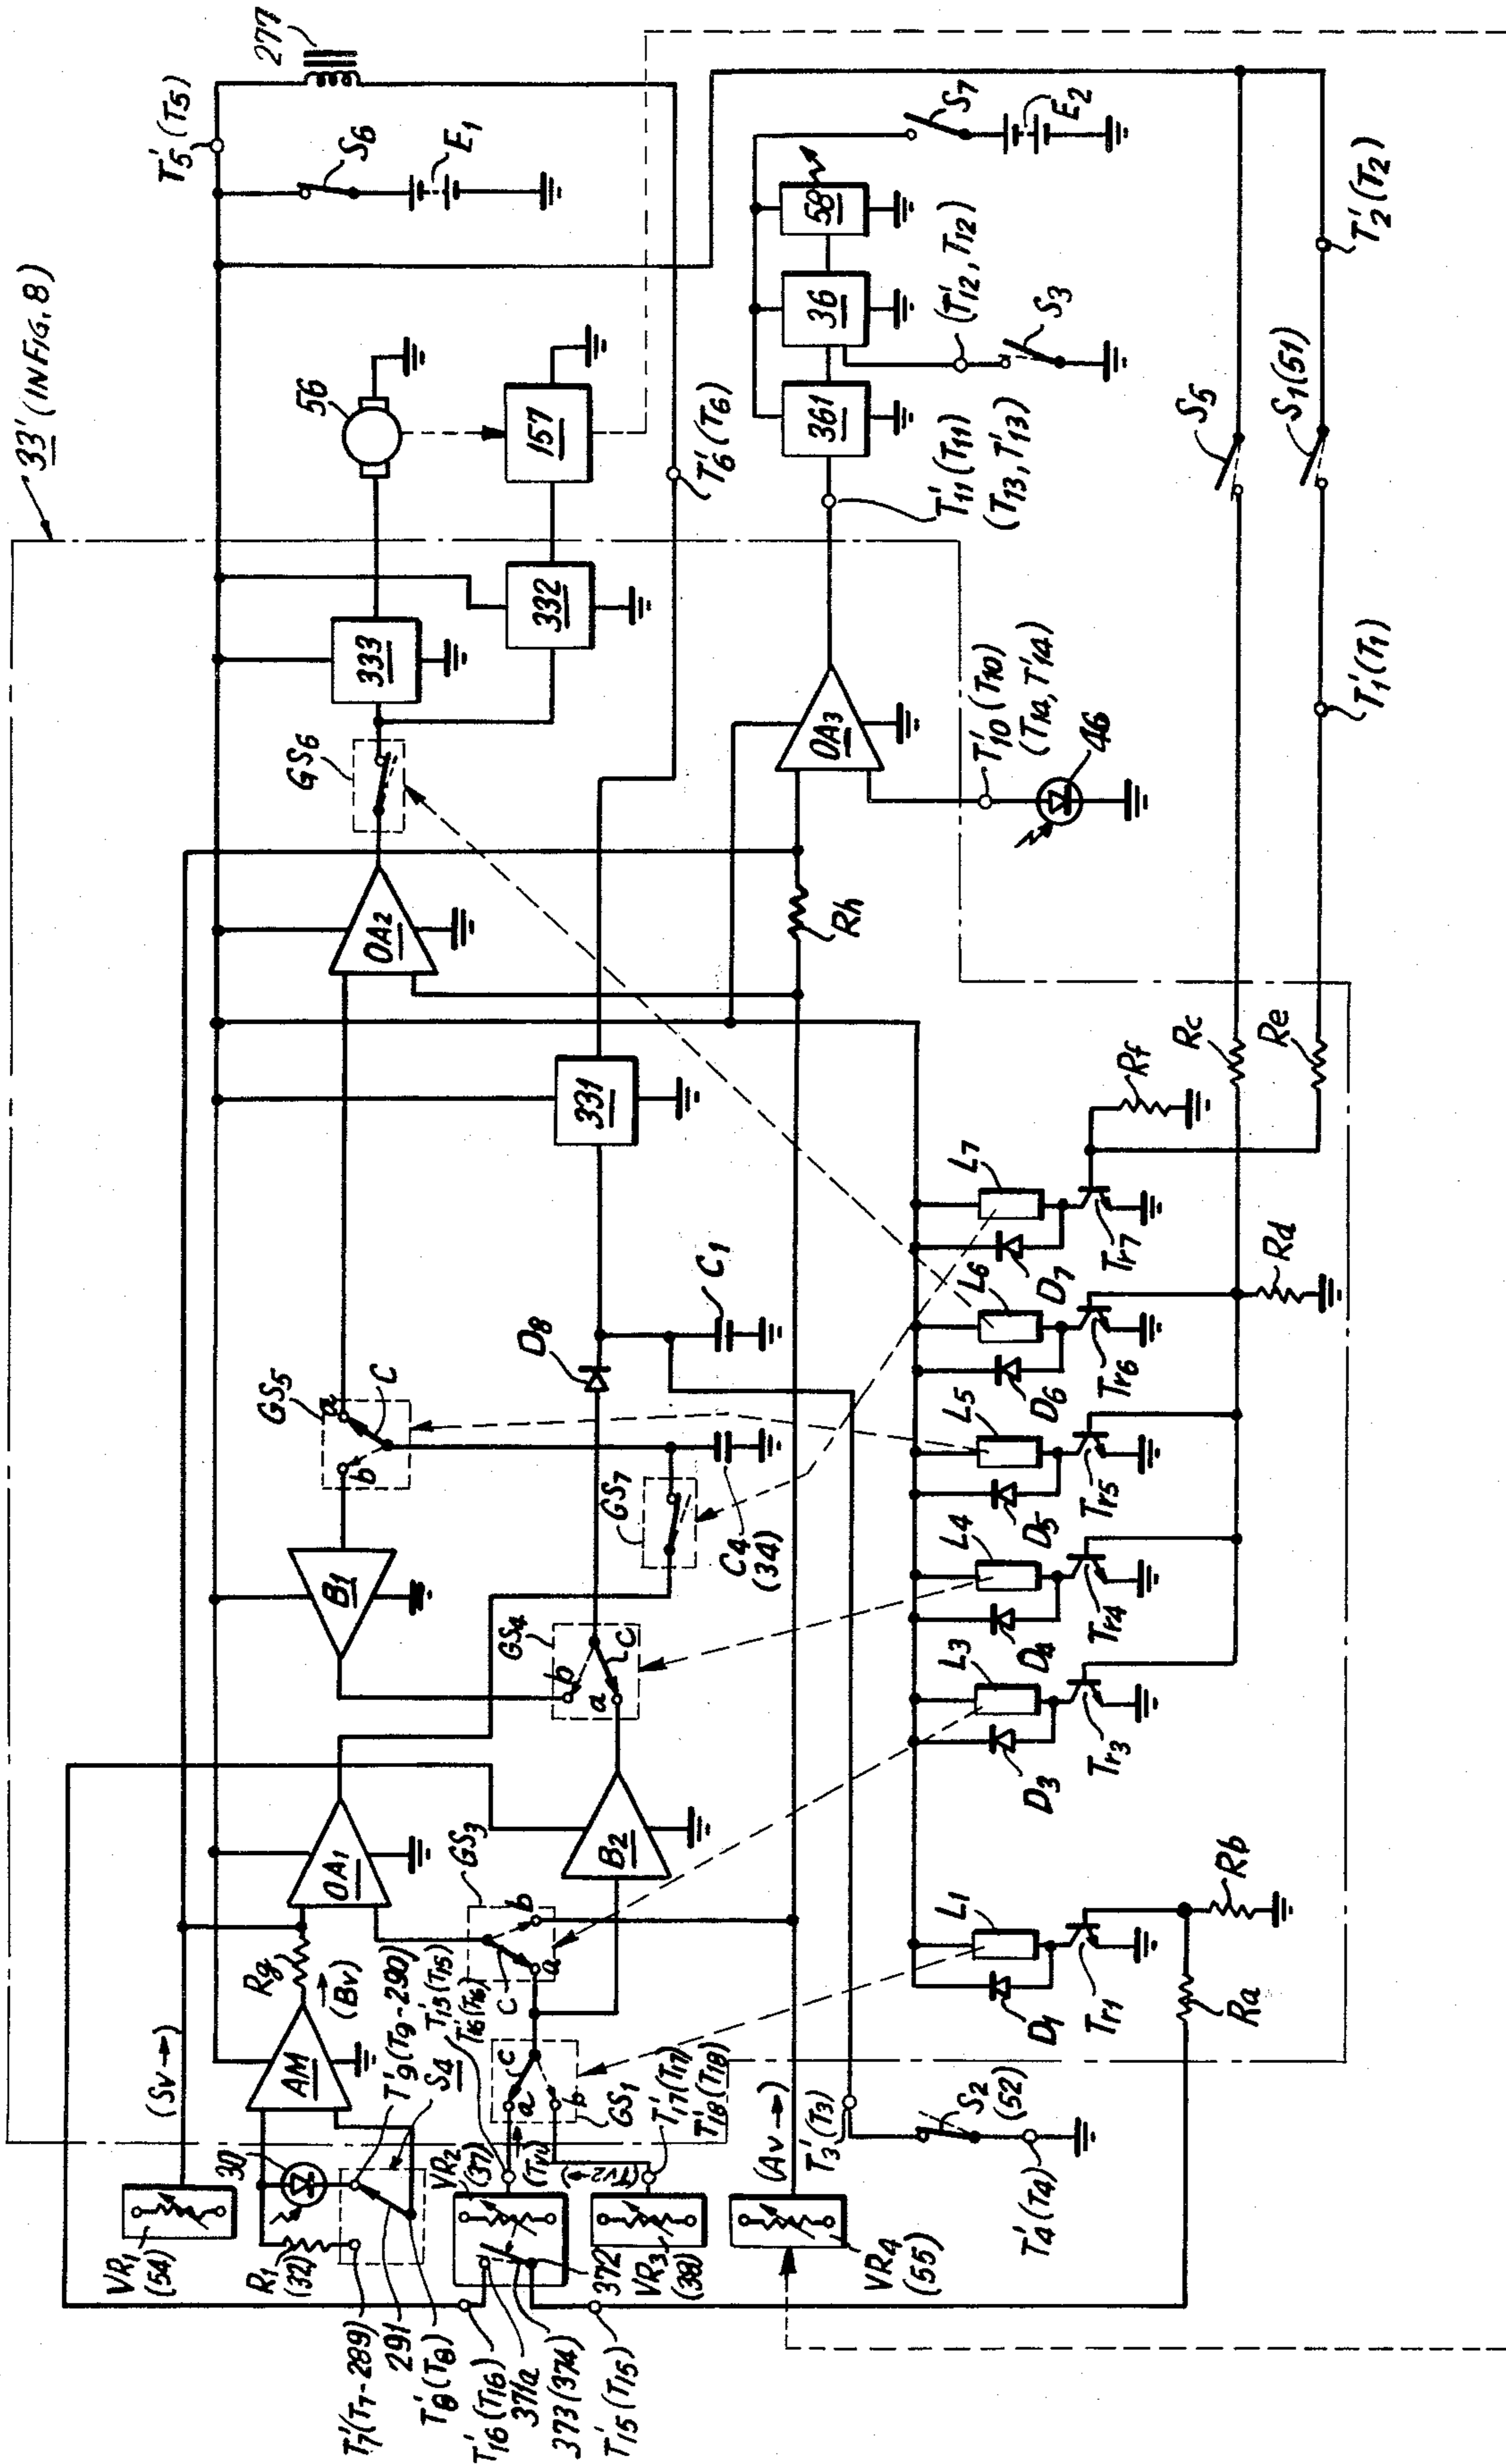 33' (IN FIG. 8)
T'5 (T5)
277
S6
E1
56
157
T'6 (T6)
333
332
GS6
OA2
331
GS5
a
b
C
D8
C1
GS7
C4
(34)
B1
GS4
b
a
C
OA1
B2
GS3
b
a
C
Rg
(Bv)
AM
(Sv→)
T'9 (T9-290)
S4
T'15 (T15)
T'16 (T16)
30
VR1
(54)
R1
(32)
T'7 (T7-289)
291
T'8 (T8)
VR2
(37)
(Tv1
a
b
C
GS1
T'17 (T17)
T'18 (T18)
(Tv2→)
T'16 (T16)
371a
373 (374)
T'15 (T15)
372
VR3
(38)
(Av→)
VR4
(55)
T'3 (T3)
S2
(52)
T'4 (T4)
S7
E2
58
36
361
(T'12, T12)
S3
T'11 (T11)
(T13, T'13)
OA3
T'10 (T10)
(T14, T'14)
46
Rh
S5
S1 (51)
T'2 (T2)
T'1 (T1)
Rc
Re
Rf
Rd
L7
D7
Tr7
L6
D6
Tr6
L5
D5
Tr5
L4
D4
Tr4
L3
D3
Tr3
L1
D1
Tr1
Rb
Ra